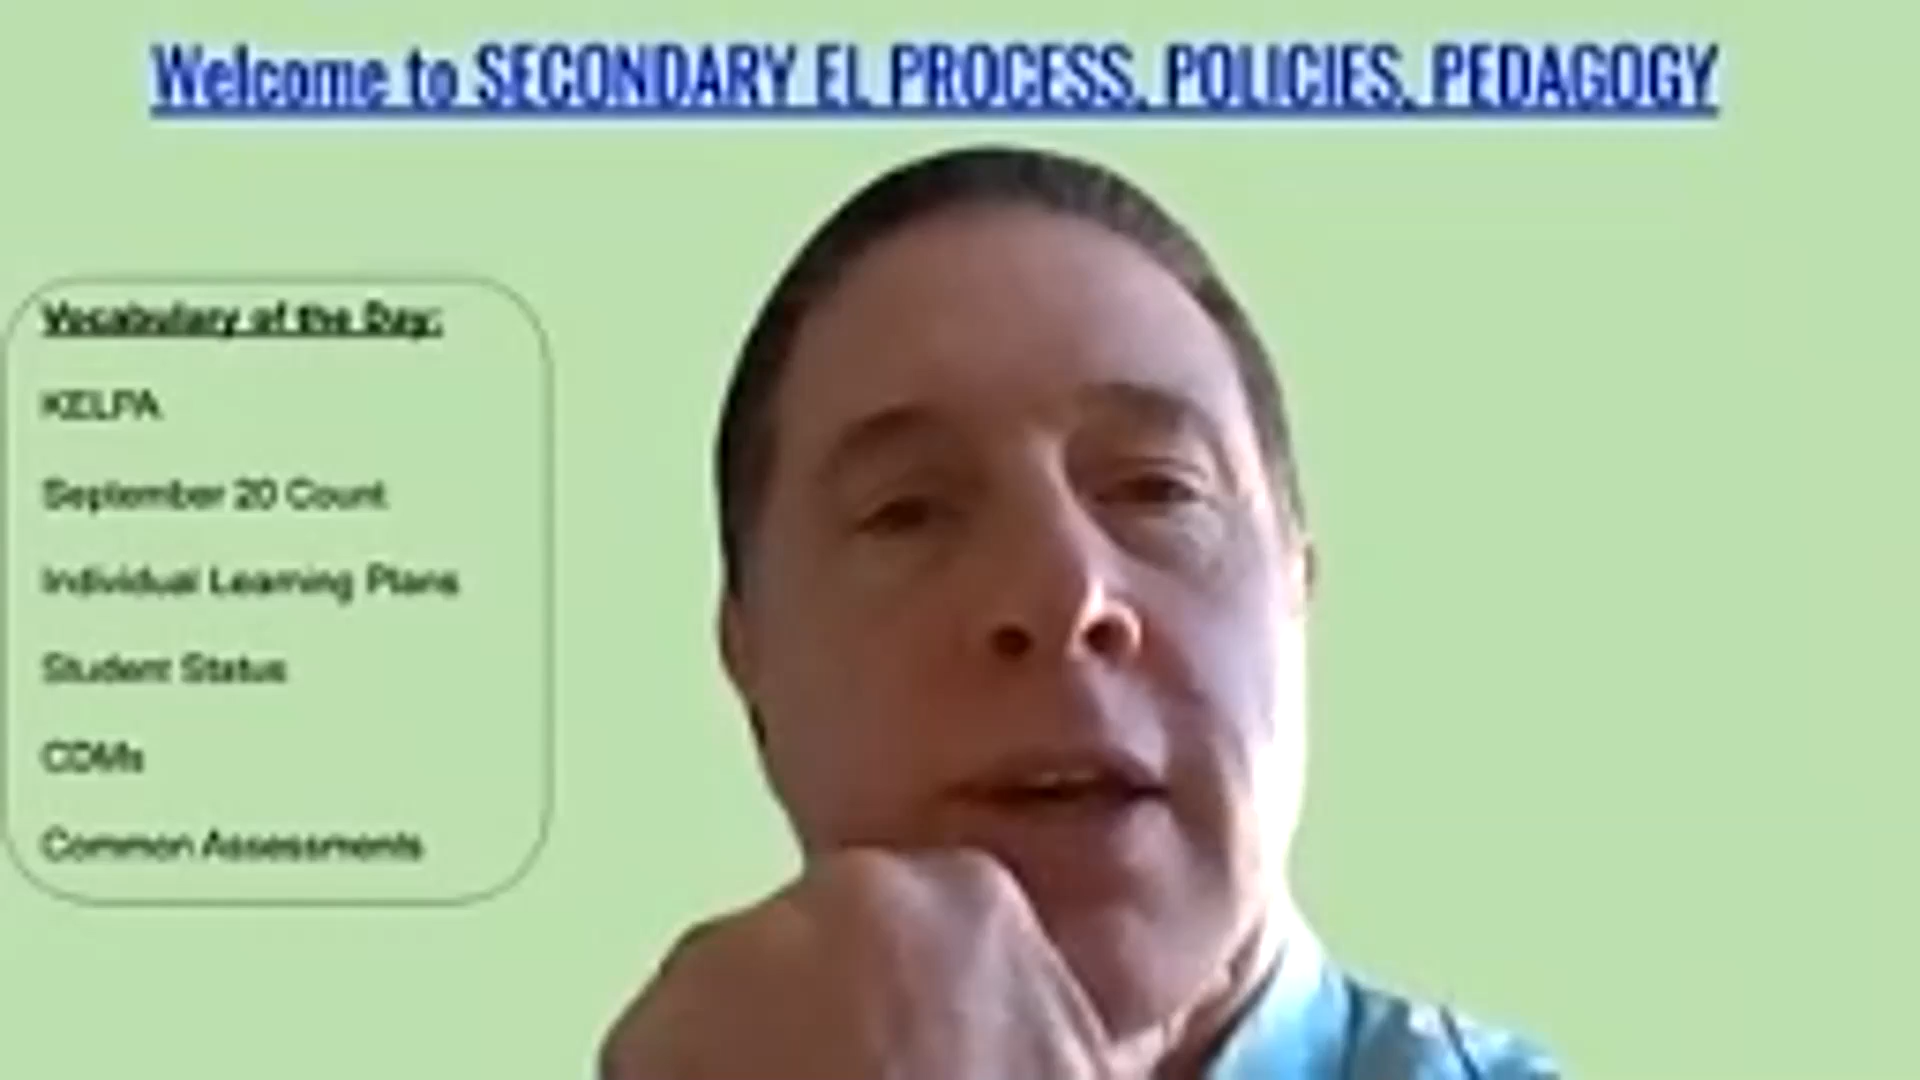 Welcome to SECONDARY EL PROCESS, POLICIES, PEDAGOGY
Vocabulary of the Day:
KELPA
September 20 Count
Individual Learning Plans
Student Status
CDMs
Common Assessments